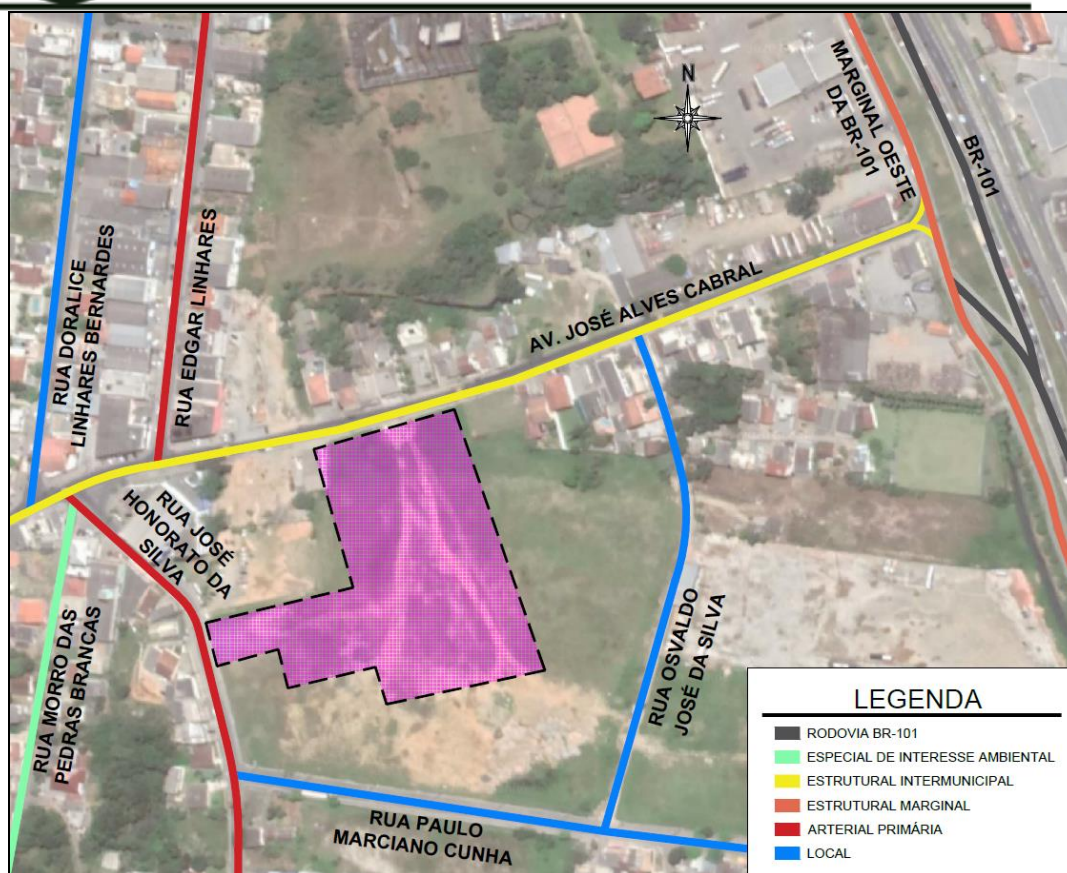 N
MARGINAL OESTE
DA BR-101
BR-101
RUA DORALICE
LINHARES BERNARDES
RUA EDGAR LINHARES
AV. JOSÉ ALVES CABRAL
RUA JOSÉ
HONORATO DA
SILVA
RUA MORRO DAS
PEDRAS BRANCAS
RUA OSVALDO
JOSÉ DA SILVA
RUA PAULO
MARCIANO CUNHA
LEGENDA
RODOVIA BR-101
ESPECIAL DE INTERESSE AMBIENTAL
ESTRUTURAL INTERMUNICIPAL
ESTRUTURAL MARGINAL
ARTERIAL PRIMÁRIA
LOCAL